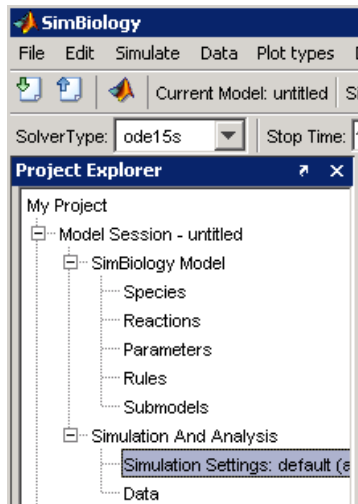 SimBiology
File Edit Simulate Data Plot types
Current Model: untitled
SolverType: ode15s Stop Time:
Project Explorer
My Project
Model Session - untitled
SimBiology Model
Species
Reactions
Parameters
Rules
Submodels
Simulation And Analysis
Simulation Settings: default (a
Data